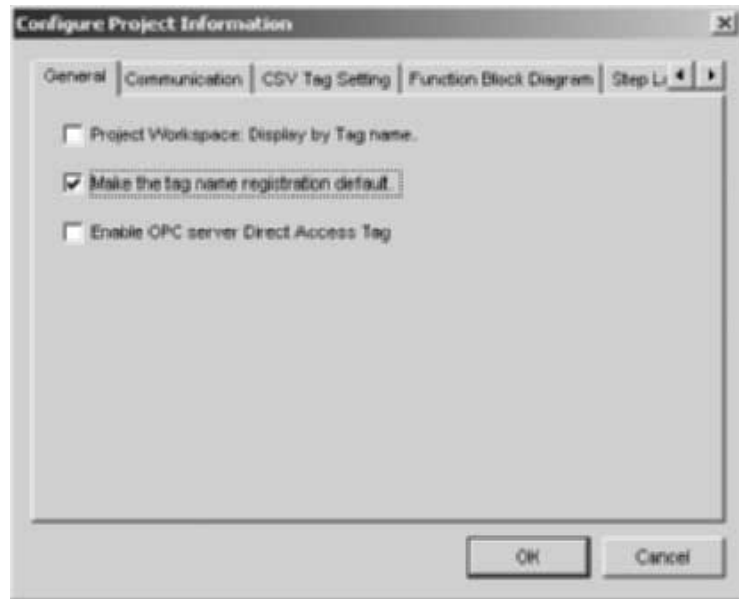 Configure Project Information
General Communication CSV Tag Setting Function Block Diagram Step L
Project Workspace: Display by Tag name.
Make the tag name registration default.
Enable OPC server Direct Access Tag
OK Cancel